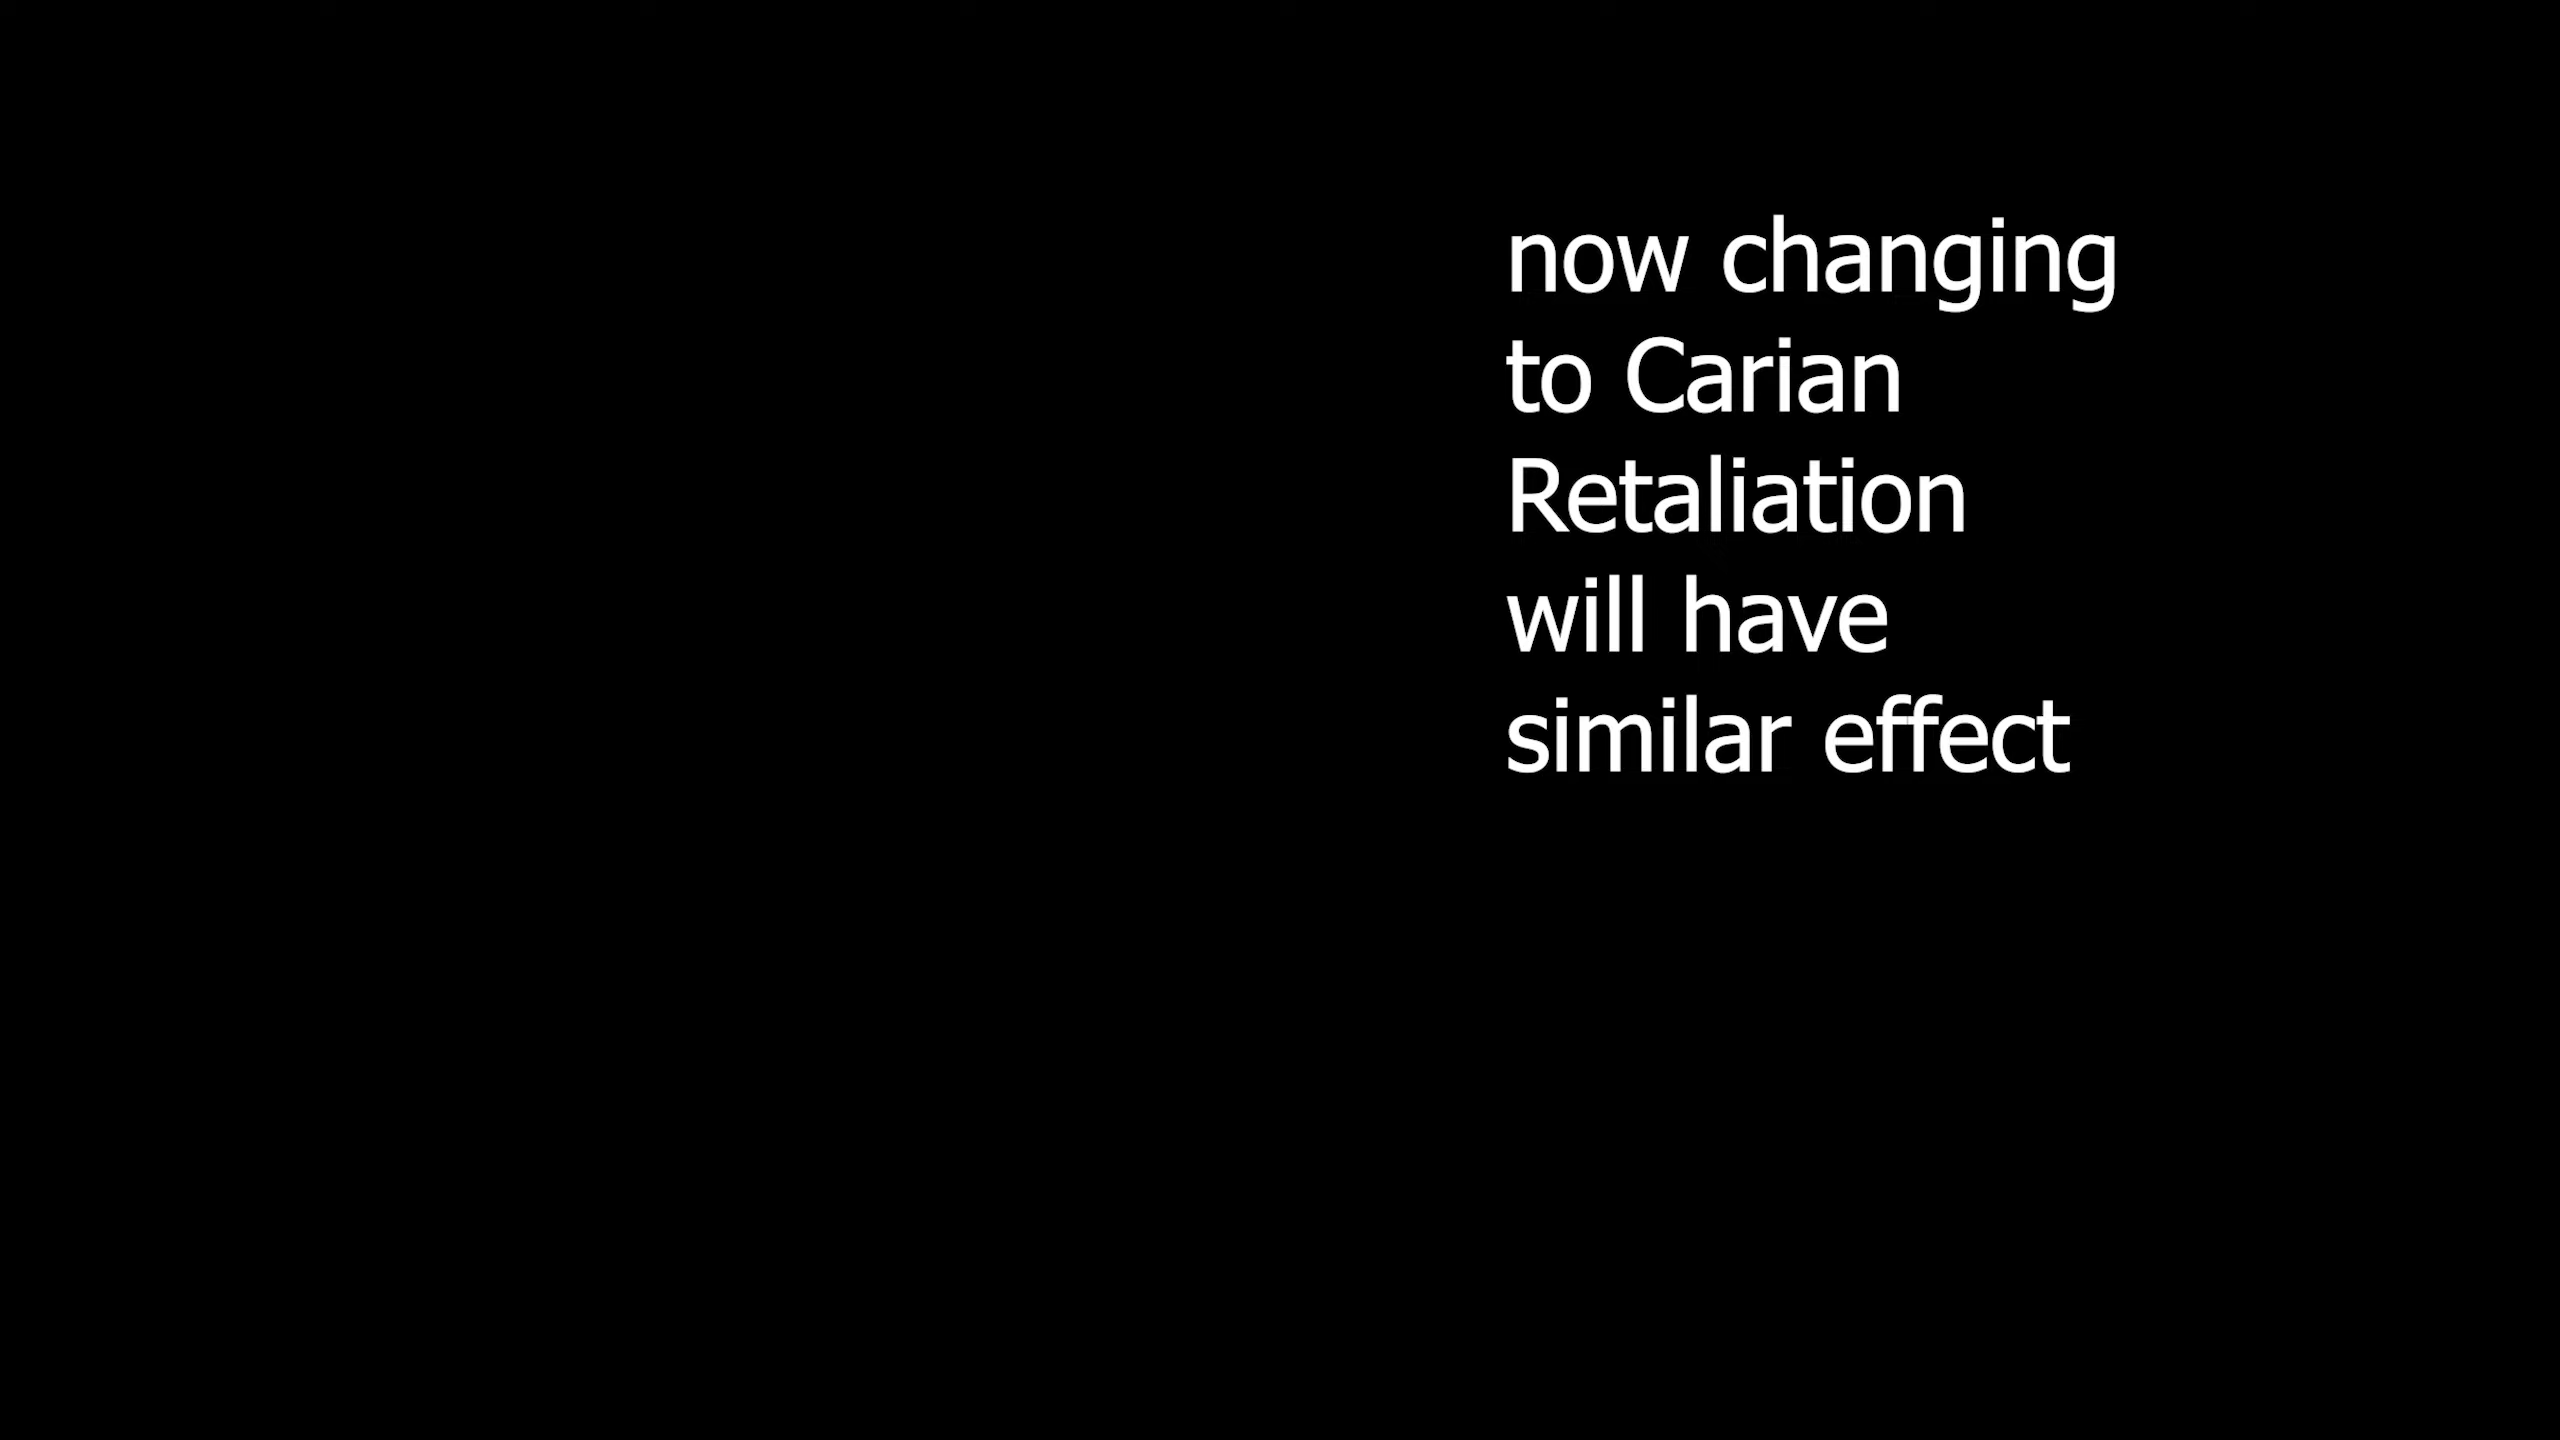 now changing
to Carian
Retaliation
will have
similar effect